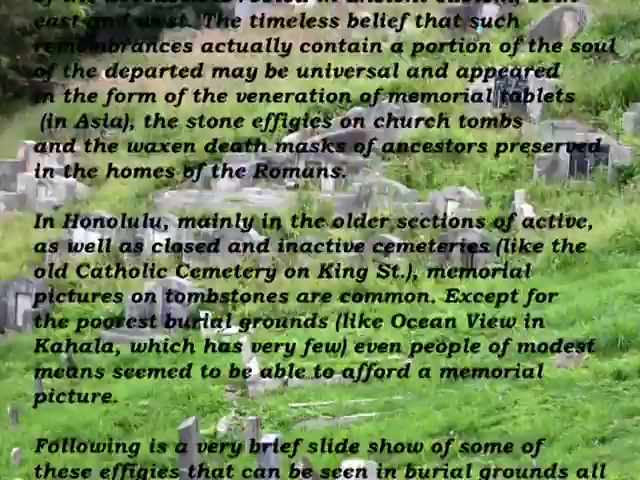 east and west. The timeless belief that such
remembrances actually contain a portion of the soul
of the departed may be universal and appeared
in the form of the veneration of memorial tablets
(in Asia), the stone effigies on church tombs
and the waxen death masks of ancestors preserved
in the homes of the Romans.
In Honolulu, mainly in the older sections of active,
as well as closed and inactive cemeteries (like the
old Catholic Cemetery on King St.), memorial
pictures on tombstones are common. Except for
the poorest burial grounds (like Ocean View in
Kahala, which has very few) even people of modest
means seemed to be able to afford a memorial
picture.
Following is a very brief slide show of some of
these effigies that can be seen in burial grounds all